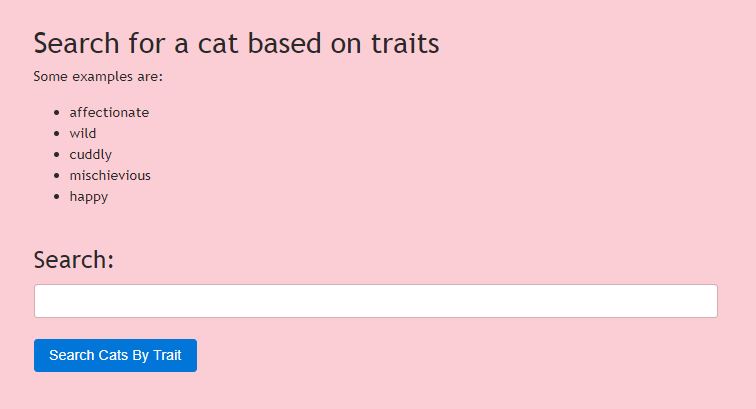 Search for a cat based on traits
Some examples are:
affectionate
wild
cuddly
mischievious
happy
Search:
Search Cats By Trait